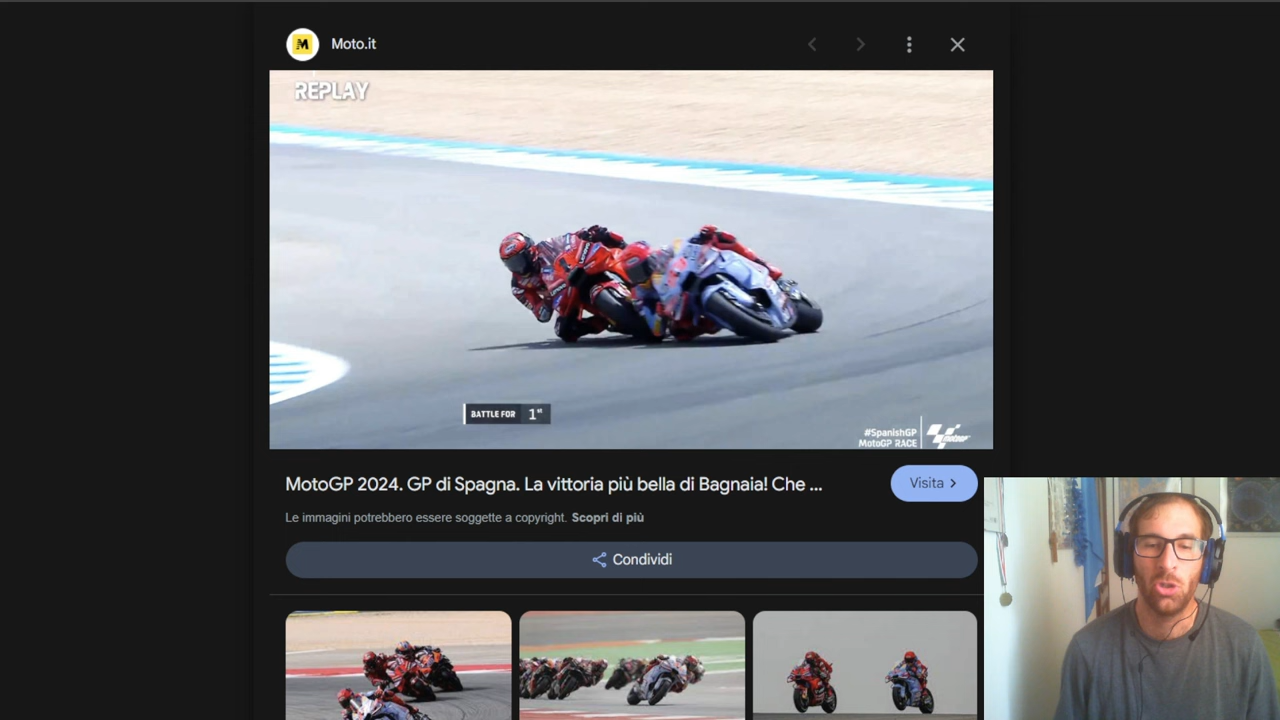 M
Moto.it
REPLAY
BATTLE FOR 1st
#SpanishGP
MotoGP RACE
MotoGP
MotoGP 2024. GP di Spagna. La vittoria più bella di Bagnaia! Che ...
Visita
Le immagini potrebbero essere soggette a copyright. Scopri di più
Condividi